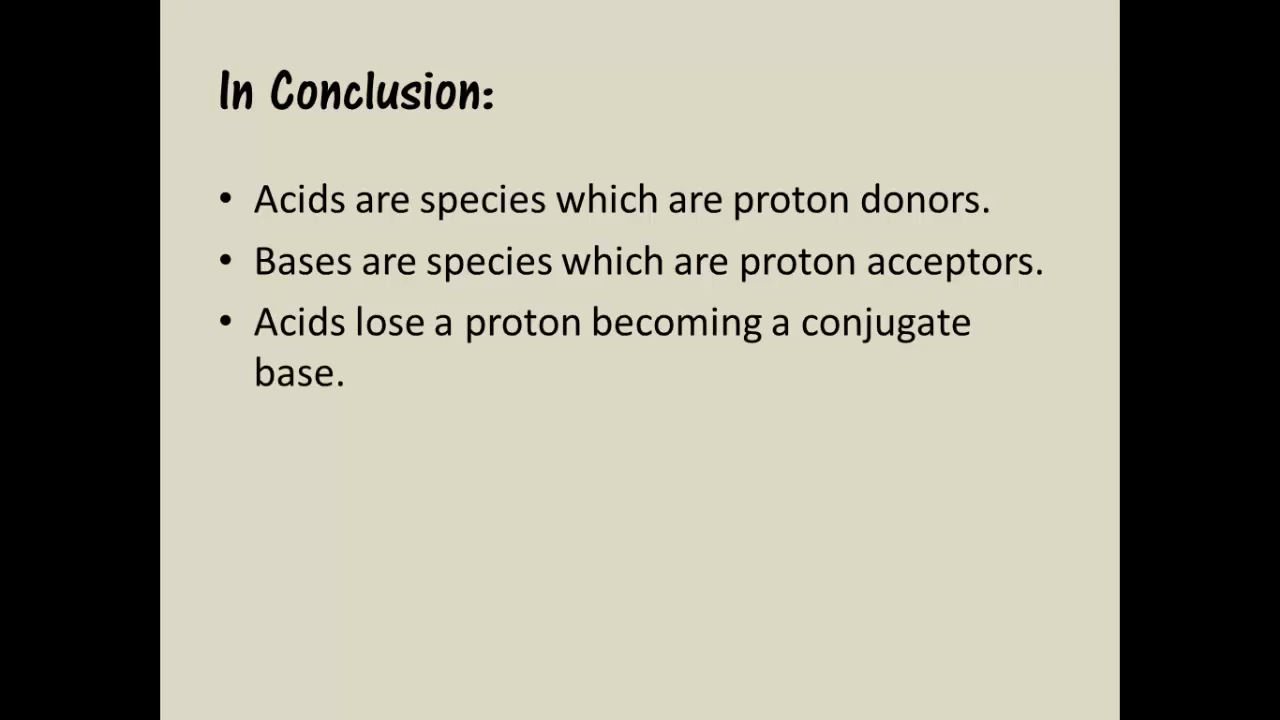 In Conclusion:
• Acids are species which are proton donors.
• Bases are species which are proton acceptors.
• Acids lose a proton becoming a conjugate
base.